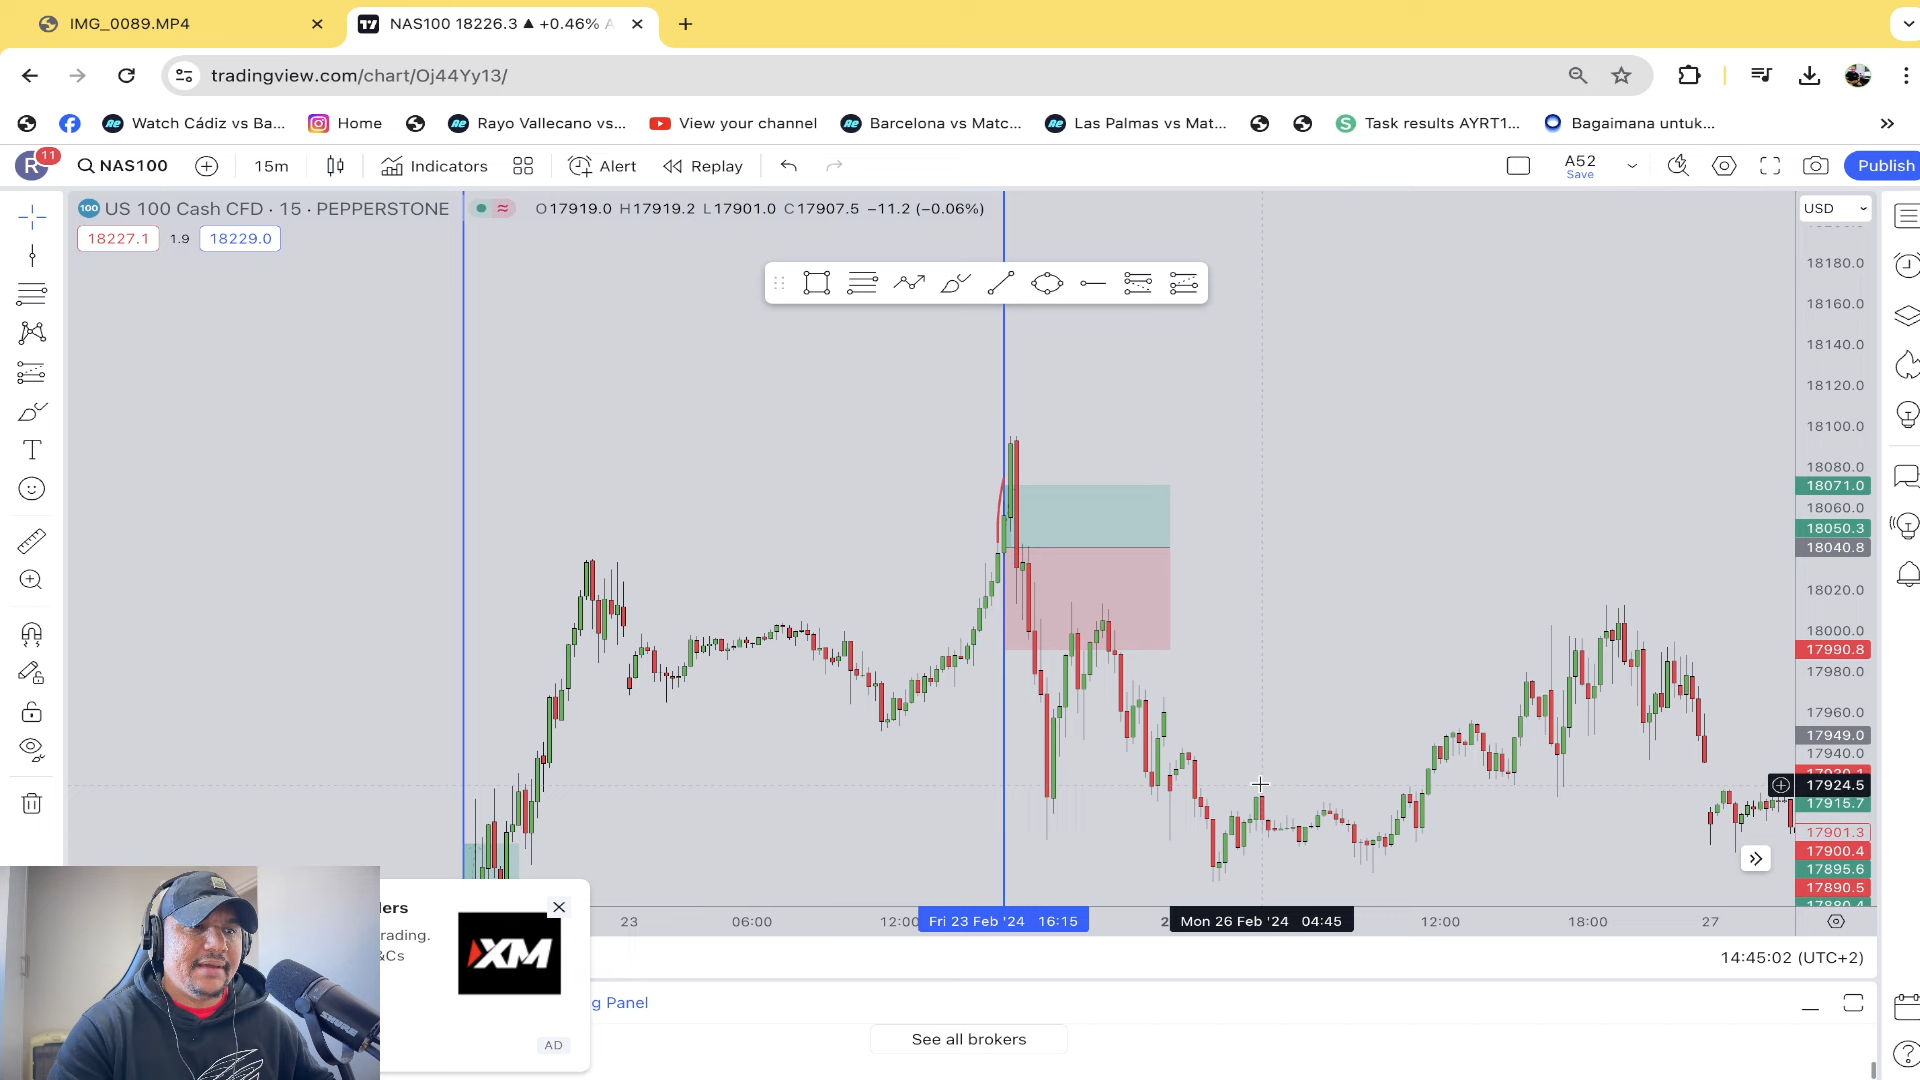 IMG_0089.MP4
NAS100 18226.3 ▲ +0.46%
tradingview.com/chart/Oj44Yy13/
Watch Cádiz vs Ba...
Home
Rayo Vallecano vs...
View your channel
Barcelona vs Matc...
Las Palmas vs Mat...
Task results AYRT1...
Bagaimana untuk...
R 11
NAS100
15m
Indicators
Alert
Replay
A52
Save
Publish
100 US 100 Cash CFD · 15 · PEPPERSTONE
O17919.0 H17919.2 L17901.0 C17907.5 −11.2 (−0.06%)
USD
18227.1 1.9 18229.0
18180.0
18160.0
18140.0
18120.0
18100.0
18080.0
18071.0
18060.0
18050.3
18040.8
18020.0
18000.0
17990.8
17980.0
17960.0
17949.0
17940.0
17924.5
17915.7
17901.3
17900.4
17895.6
17890.5
23 06:00 12:00 Fri 23 Feb '24 16:15 2 Mon 26 Feb '24 04:45 12:00 18:00 27
14:45:02 (UTC+2)
lers
rading.
&Cs
XM
AD
g Panel
See all brokers
SHURE